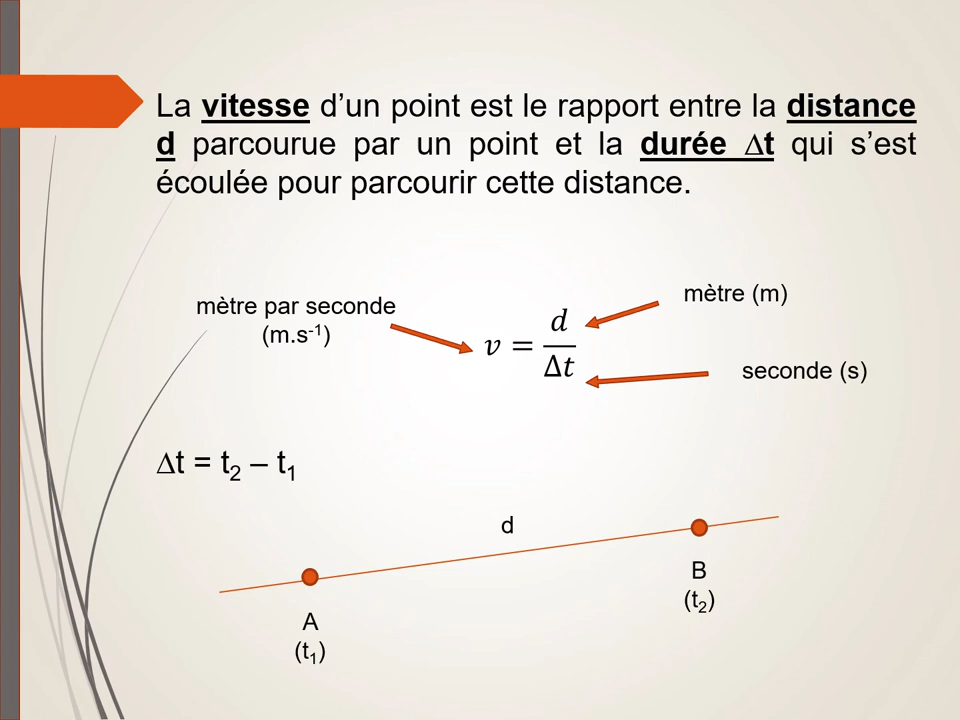 La vitesse d’un point est le rapport entre la distance
d parcourue par un point et la durée ∆t qui s’est
écoulée pour parcourir cette distance.
mètre par seconde
(m.s⁻¹)
mètre (m)
v = d/∆t
seconde (s)
∆t = t₂ – t₁
d
A
(t₁)
B
(t₂)